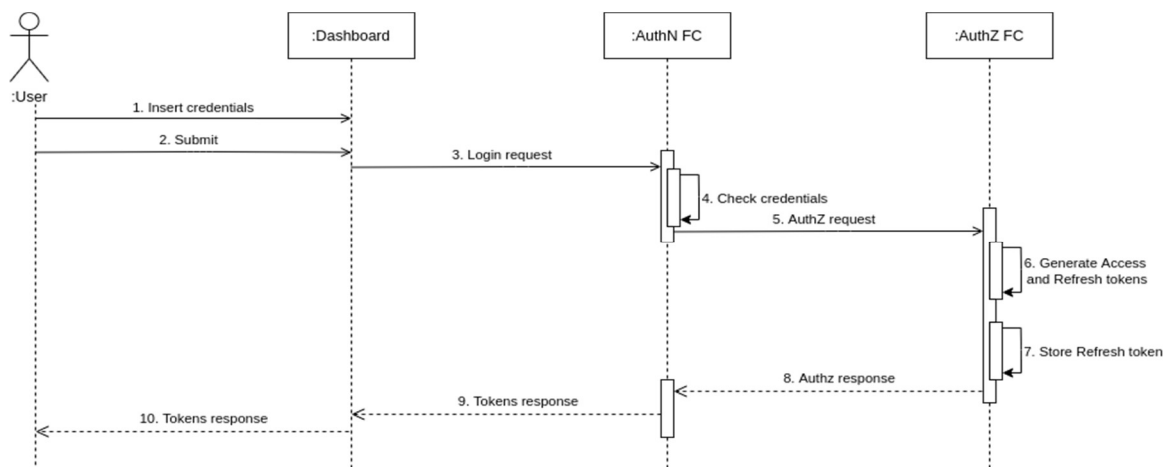 :Dashboard
:AuthN FC
:AuthZ FC
:User
1. Insert credentials
2. Submit
3. Login request
4. Check credentials
5. AuthZ request
6. Generate Access
and Refresh tokens
7. Store Refresh token
8. Authz response
9. Tokens response
10. Tokens response